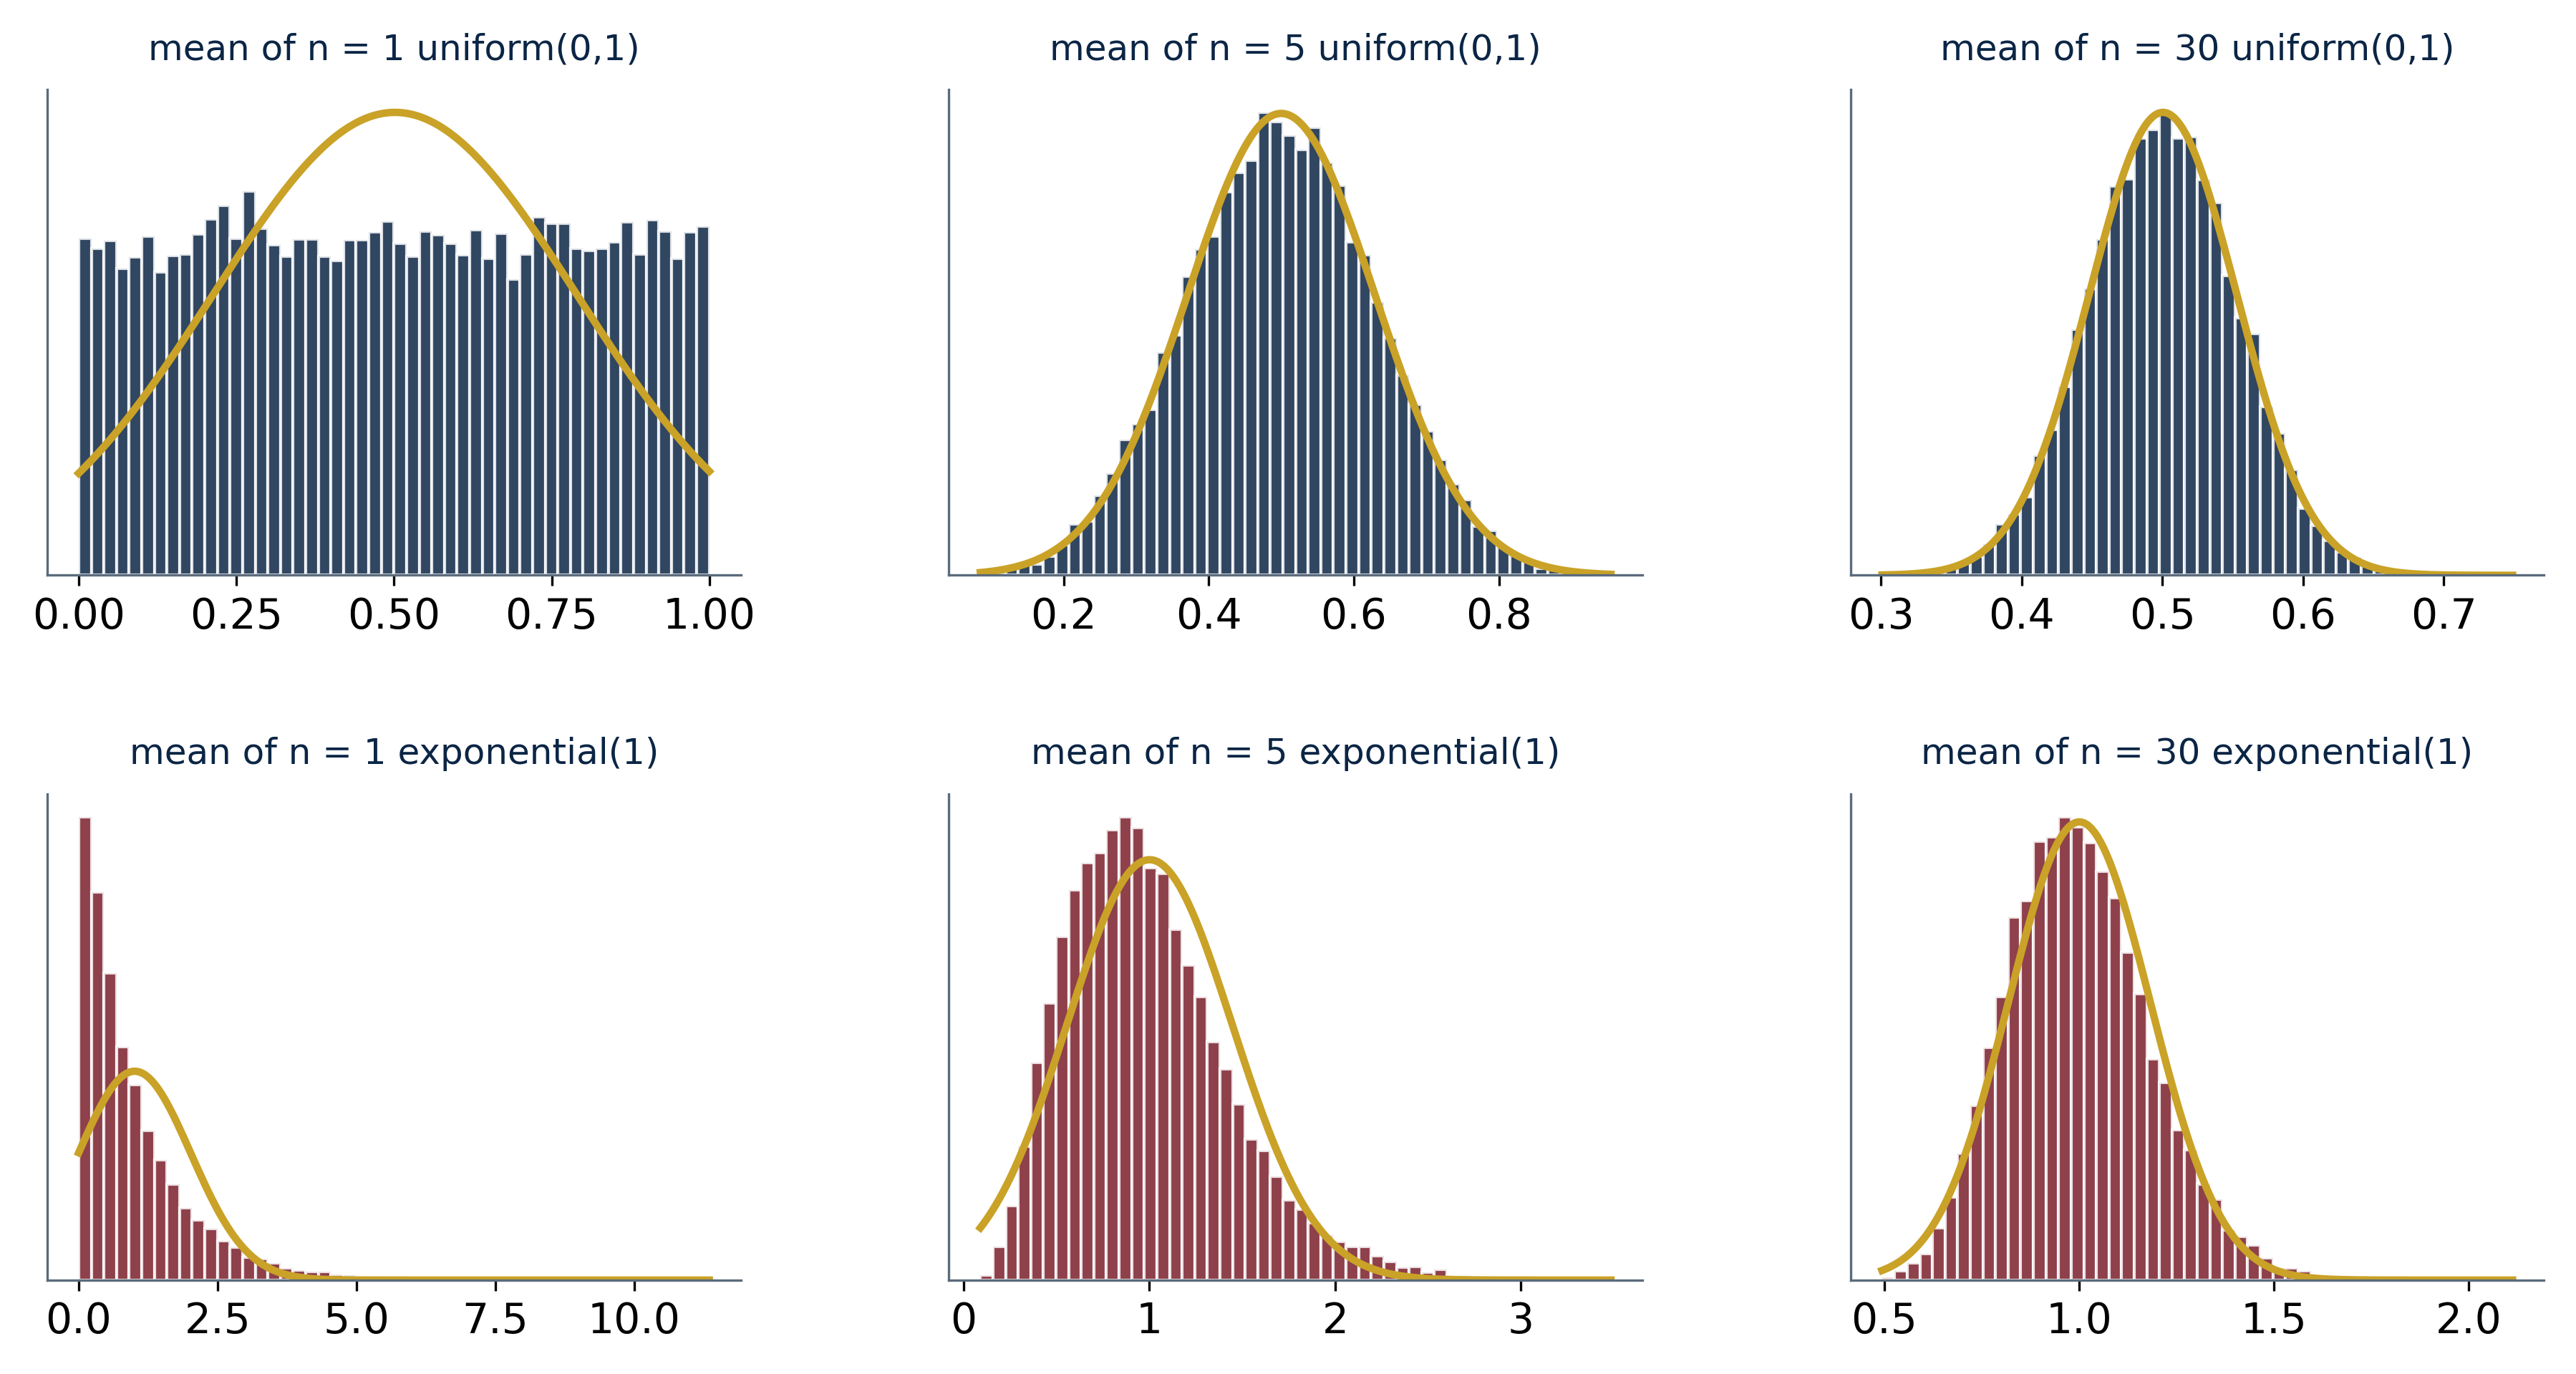 mean of n = 1 uniform(0,1)
mean of n = 5 uniform(0,1)
mean of n = 30 uniform(0,1)
0.00 0.25 0.50 0.75 1.00
0.2 0.4 0.6 0.8
0.3 0.4 0.5 0.6 0.7
mean of n = 1 exponential(1)
mean of n = 5 exponential(1)
mean of n = 30 exponential(1)
0.0 2.5 5.0 7.5 10.0
0 1 2 3
0.5 1.0 1.5 2.0